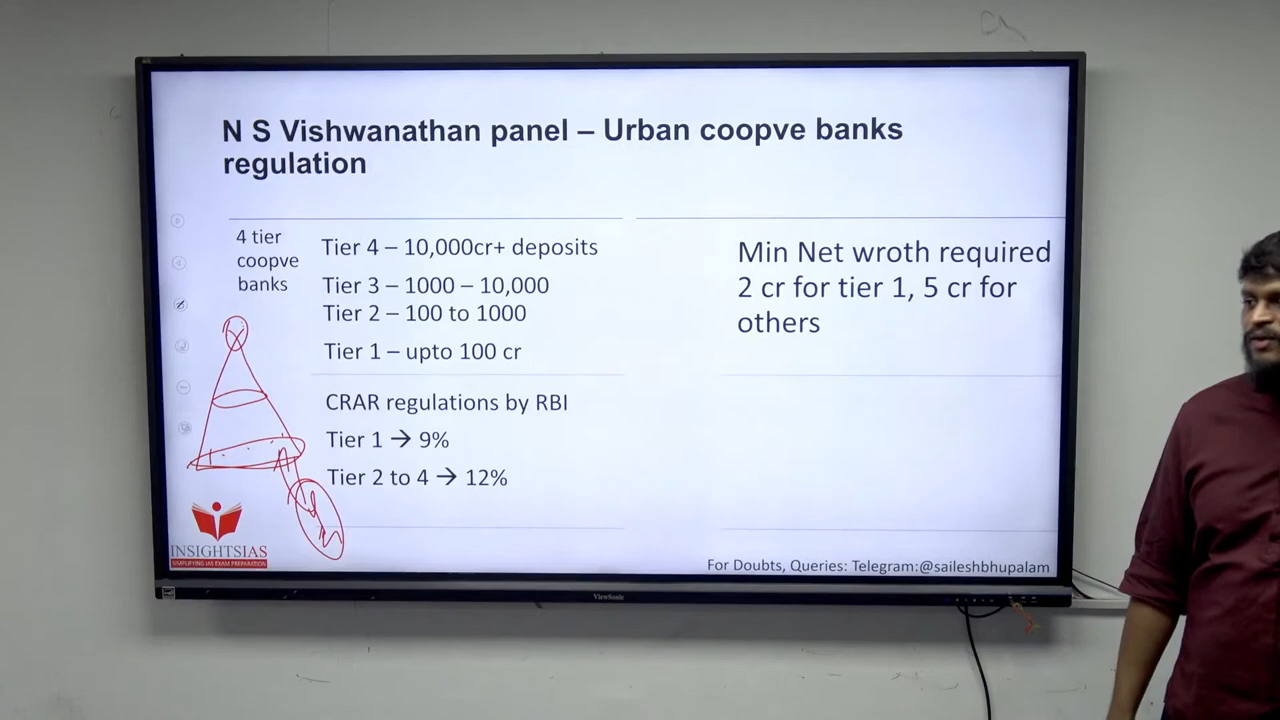 N S Vishwanathan panel – Urban coopve banks
regulation
4 tier
coopve
banks
Tier 4 – 10,000cr+ deposits
Tier 3 – 1000 – 10,000
Tier 2 – 100 to 1000
Tier 1 – upto 100 cr
CRAR regulations by RBI
Tier 1 → 9%
Tier 2 to 4 → 12%
Min Net wroth required
2 cr for tier 1, 5 cr for
others
INSIGHTSIAS
SIMPLIFYING IAS EXAM PREPARATION
For Doubts, Queries: Telegram:@saileshbhupalam
ViewSonic